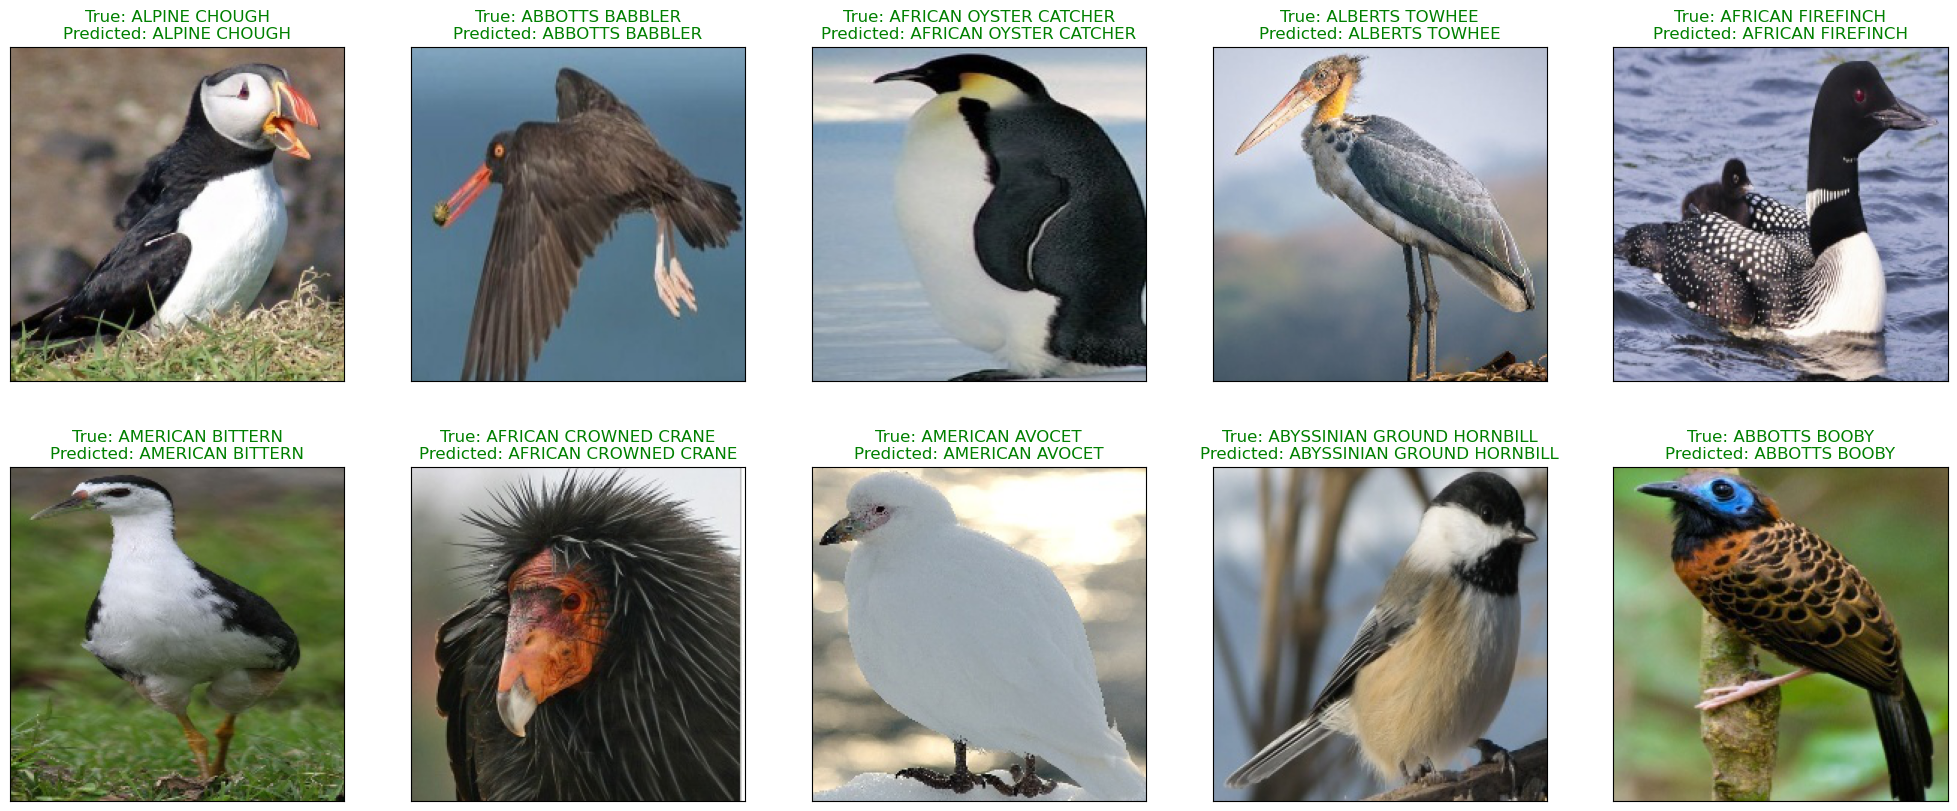 True: ALPINE CHOUGH
Predicted: ALPINE CHOUGH
True: ABBOTTS BABBLER
Predicted: ABBOTTS BABBLER
True: AFRICAN OYSTER CATCHER
Predicted: AFRICAN OYSTER CATCHER
True: ALBERTS TOWHEE
Predicted: ALBERTS TOWHEE
True: AFRICAN FIREFINCH
Predicted: AFRICAN FIREFINCH
True: AMERICAN BITTERN
Predicted: AMERICAN BITTERN
True: AFRICAN CROWNED CRANE
Predicted: AFRICAN CROWNED CRANE
True: AMERICAN AVOCET
Predicted: AMERICAN AVOCET
True: ABYSSINIAN GROUND HORNBILL
Predicted: ABYSSINIAN GROUND HORNBILL
True: ABBOTTS BOOBY
Predicted: ABBOTTS BOOBY